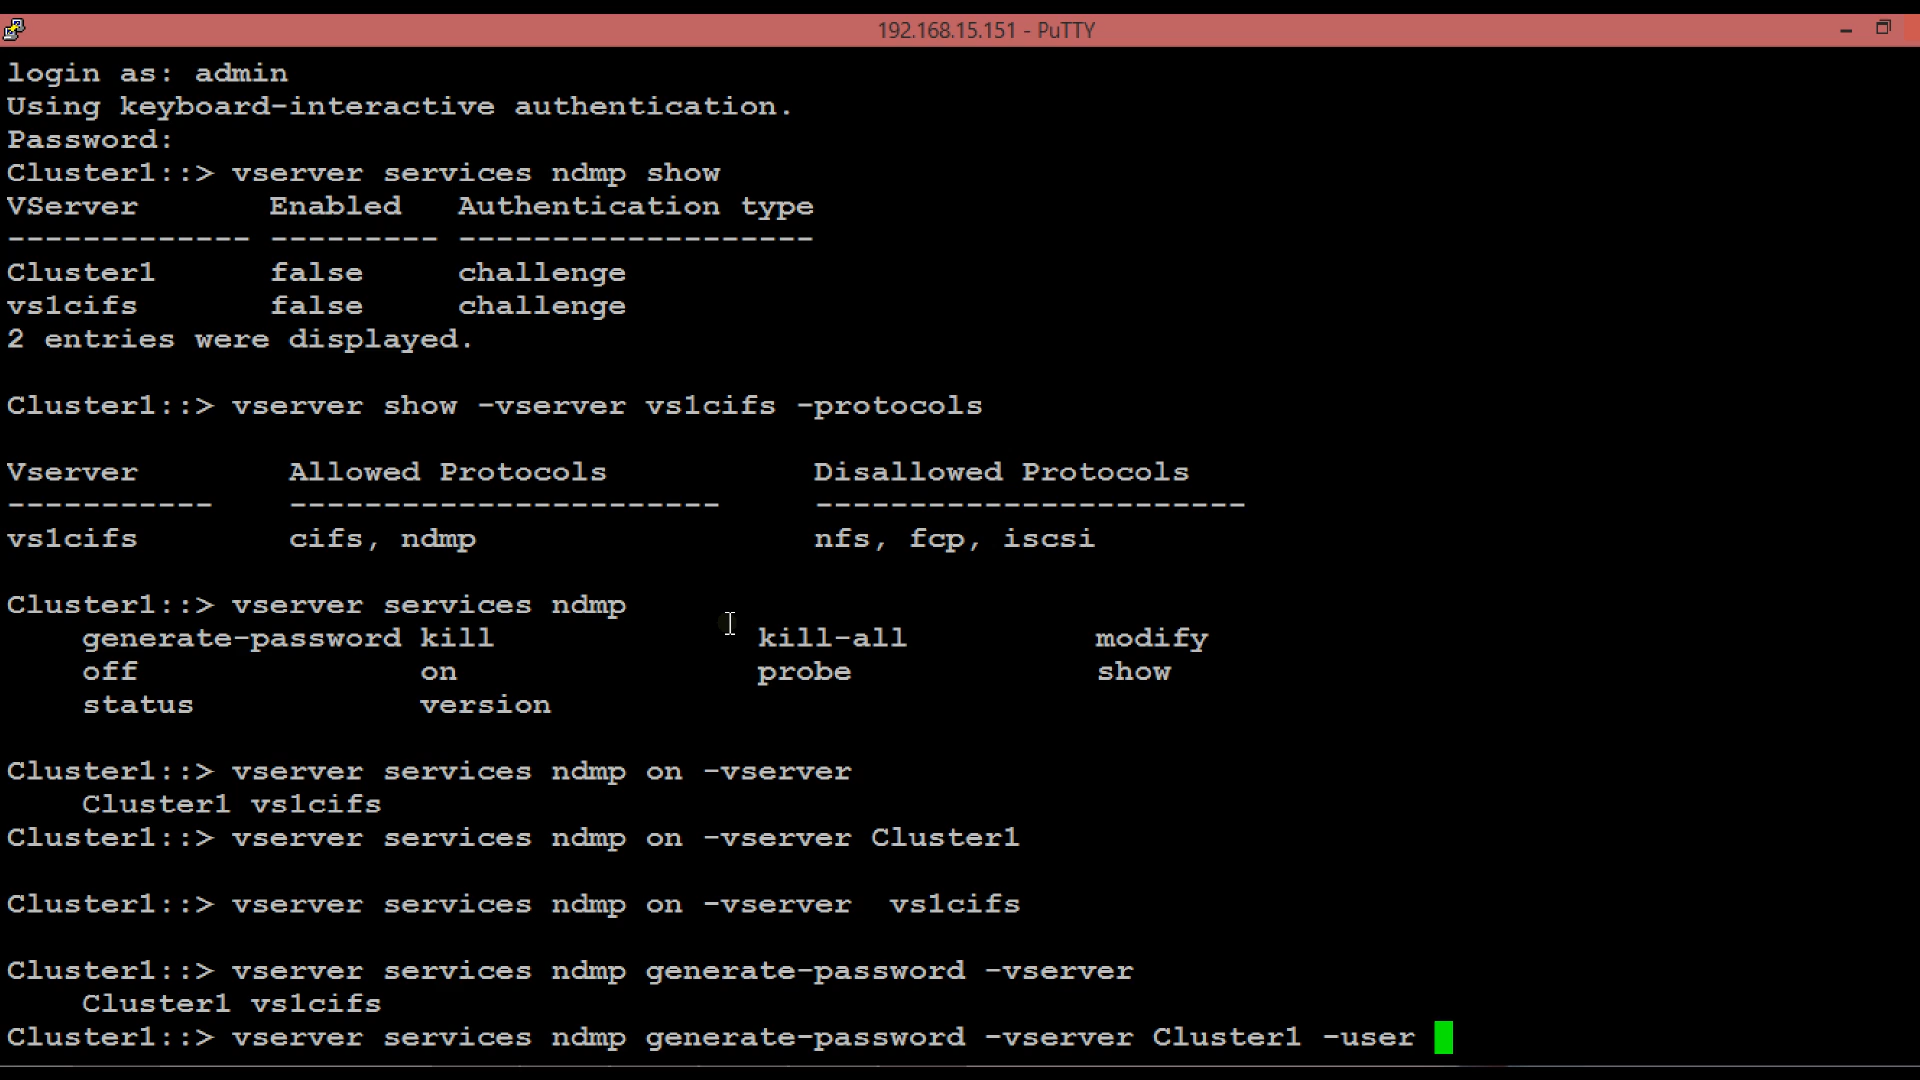 192.168.15.151 - PuTTY
login as: admin
Using keyboard-interactive authentication.
Password:
Cluster1::> vserver services ndmp show
VServer       Enabled   Authentication type
------------- --------- -------------------
Cluster1      false     challenge
vs1cifs       false     challenge
2 entries were displayed.
Cluster1::> vserver show -vserver vs1cifs -protocols
Vserver        Allowed Protocols           Disallowed Protocols
-----------    -----------------------     -----------------------
vs1cifs        cifs, ndmp                  nfs, fcp, iscsi
Cluster1::> vserver services ndmp
    generate-password kill              kill-all          modify
    off               on                probe             show
    status            version
Cluster1::> vserver services ndmp on -vserver
    Cluster1 vs1cifs
Cluster1::> vserver services ndmp on -vserver Cluster1
Cluster1::> vserver services ndmp on -vserver  vs1cifs
Cluster1::> vserver services ndmp generate-password -vserver
    Cluster1 vs1cifs
Cluster1::> vserver services ndmp generate-password -vserver Cluster1 -user